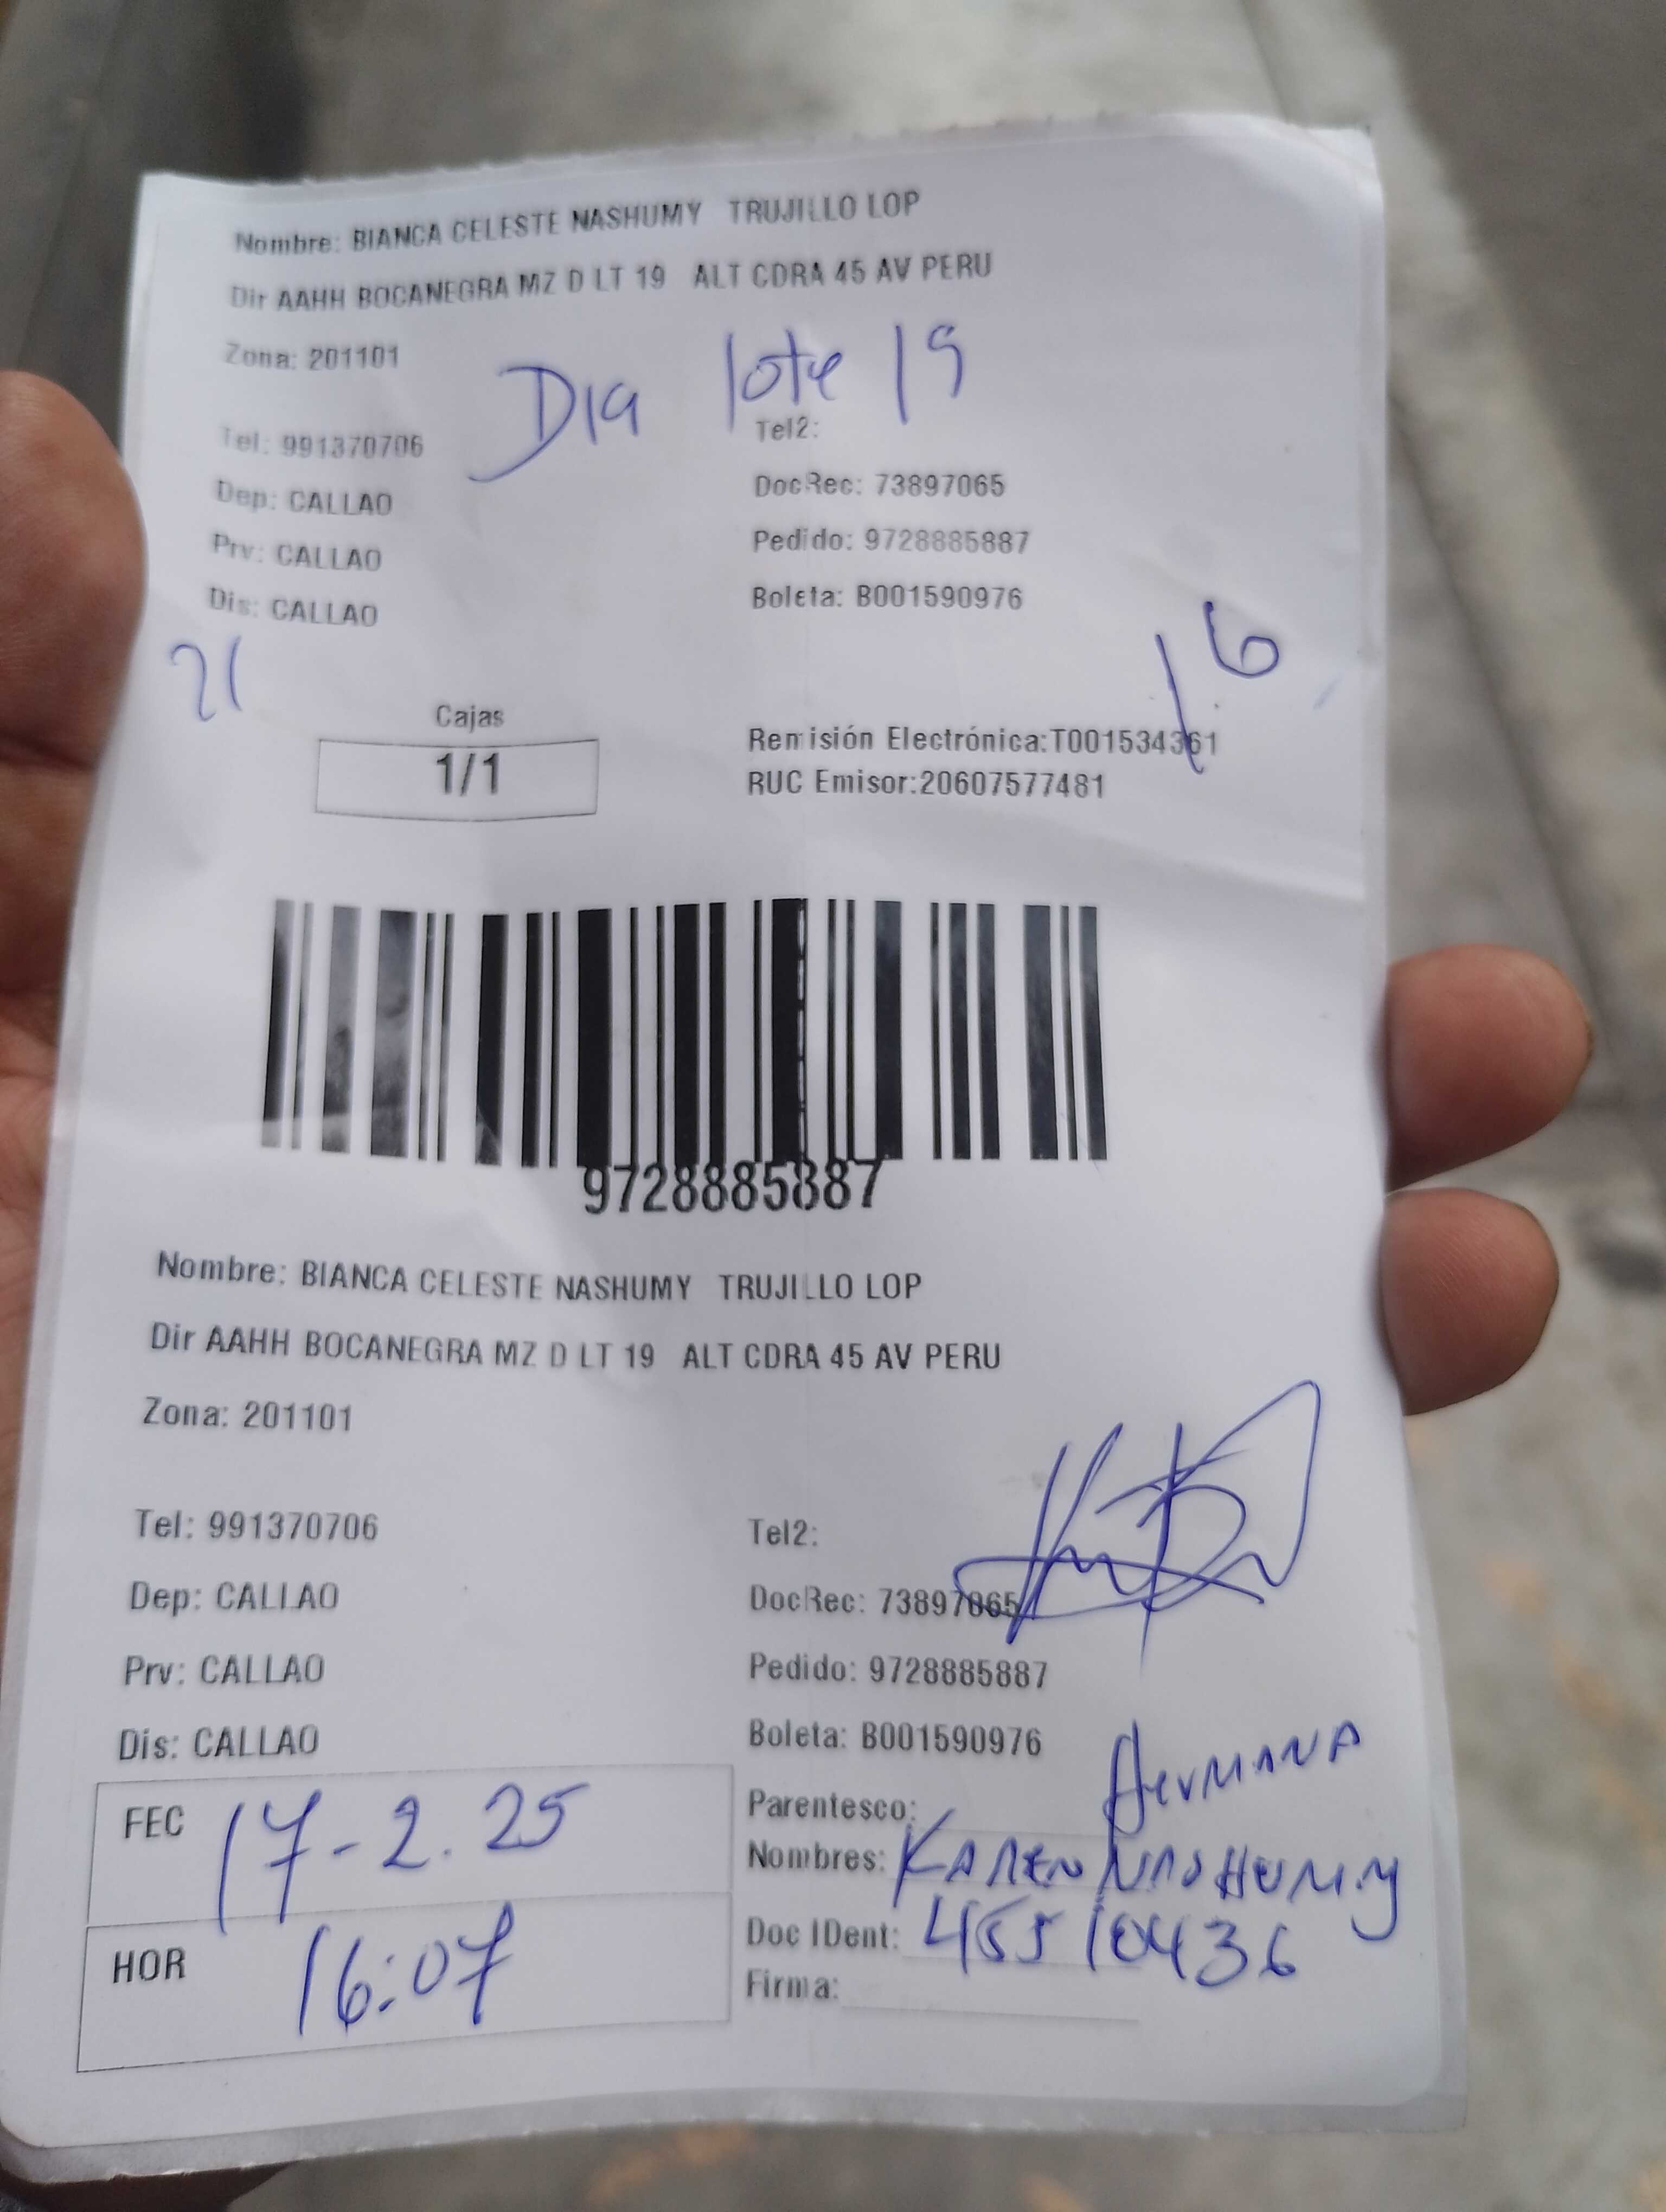 Nombre: BIANCA CELESTE NASHUMY TRUJILLO LOP
Dir AAHH BOCANEGRA MZ D LT 19 ALT CDRA 45 AV PERU
Zona: 201101
D19 lote 19
Tel: 991370706
Tel2:
Dep: CALLAO
DocRec: 73897065
Prv: CALLAO
Pedido: 9728885887
Dis: CALLAO
Boleta: B001590976
21
16
Cajas
1/1
Remisión Electrónica:T001534361
RUC Emisor:20607577481
9728885887
Nombre: BIANCA CELESTE NASHUMY TRUJILLO LOP
Dir AAHH BOCANEGRA MZ D LT 19 ALT CDRA 45 AV PERU
Zona: 201101
Tel: 991370706
Tel2:
Dep: CALLAO
DocRec: 73897065
Prv: CALLAO
Pedido: 9728885887
Dis: CALLAO
Boleta: B001590976
FEC 17-2.25
Parentesco: HerMANA
Nombres: KAREN NASHUMY
HOR 16:07
Doc IDent: 45510436
Firma: